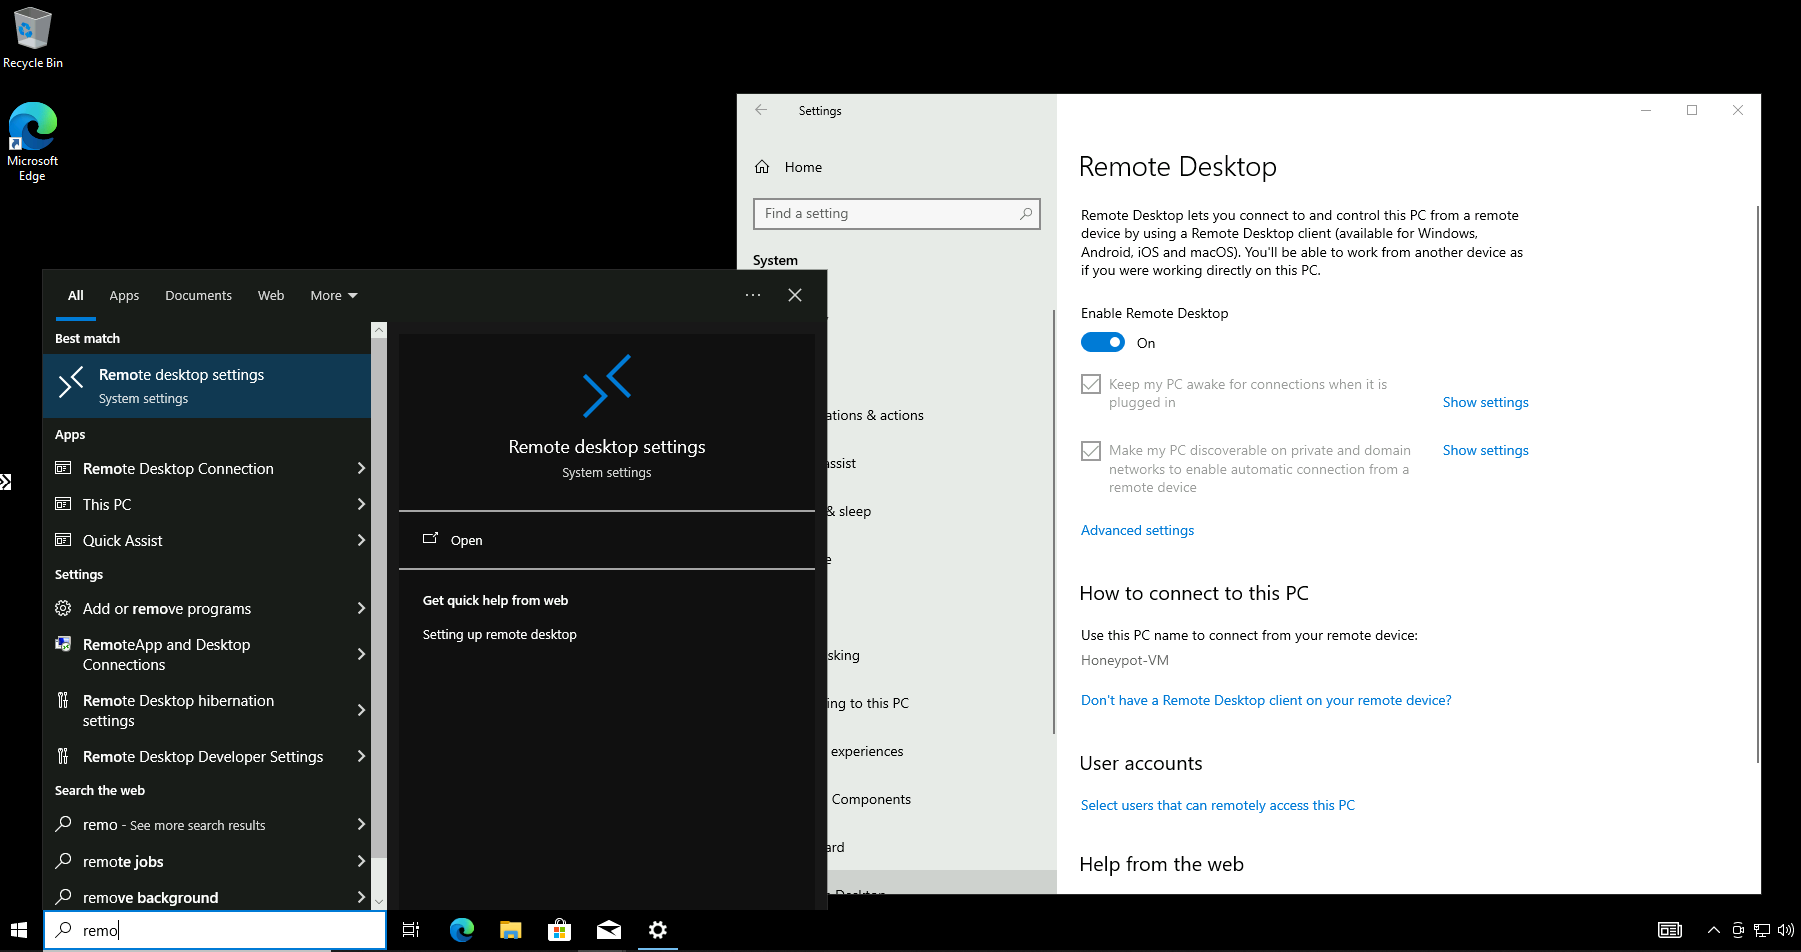 Recycle Bin
Microsoft
Edge
Settings
Home
Find a setting
System
ations & actions
ssist
& sleep
e
sking
ing to this PC
experiences
Components
ard
Remote Desktop
Remote Desktop lets you connect to and control this PC from a remote
device by using a Remote Desktop client (available for Windows,
Android, iOS and macOS). You'll be able to work from another device as
if you were working directly on this PC.
Enable Remote Desktop
On
Keep my PC awake for connections when it is
plugged in
Show settings
Make my PC discoverable on private and domain
networks to enable automatic connection from a
remote device
Show settings
Advanced settings
How to connect to this PC
Use this PC name to connect from your remote device:
Honeypot-VM
Don't have a Remote Desktop client on your remote device?
User accounts
Select users that can remotely access this PC
Help from the web
All
Apps
Documents
Web
More
Best match
Remote desktop settings
System settings
Apps
Remote Desktop Connection
This PC
Quick Assist
Settings
Add or remove programs
RemoteApp and Desktop
Connections
Remote Desktop hibernation
settings
Remote Desktop Developer Settings
Search the web
remo - See more search results
remote jobs
remove background
Remote desktop settings
System settings
Open
Get quick help from web
Setting up remote desktop
remo